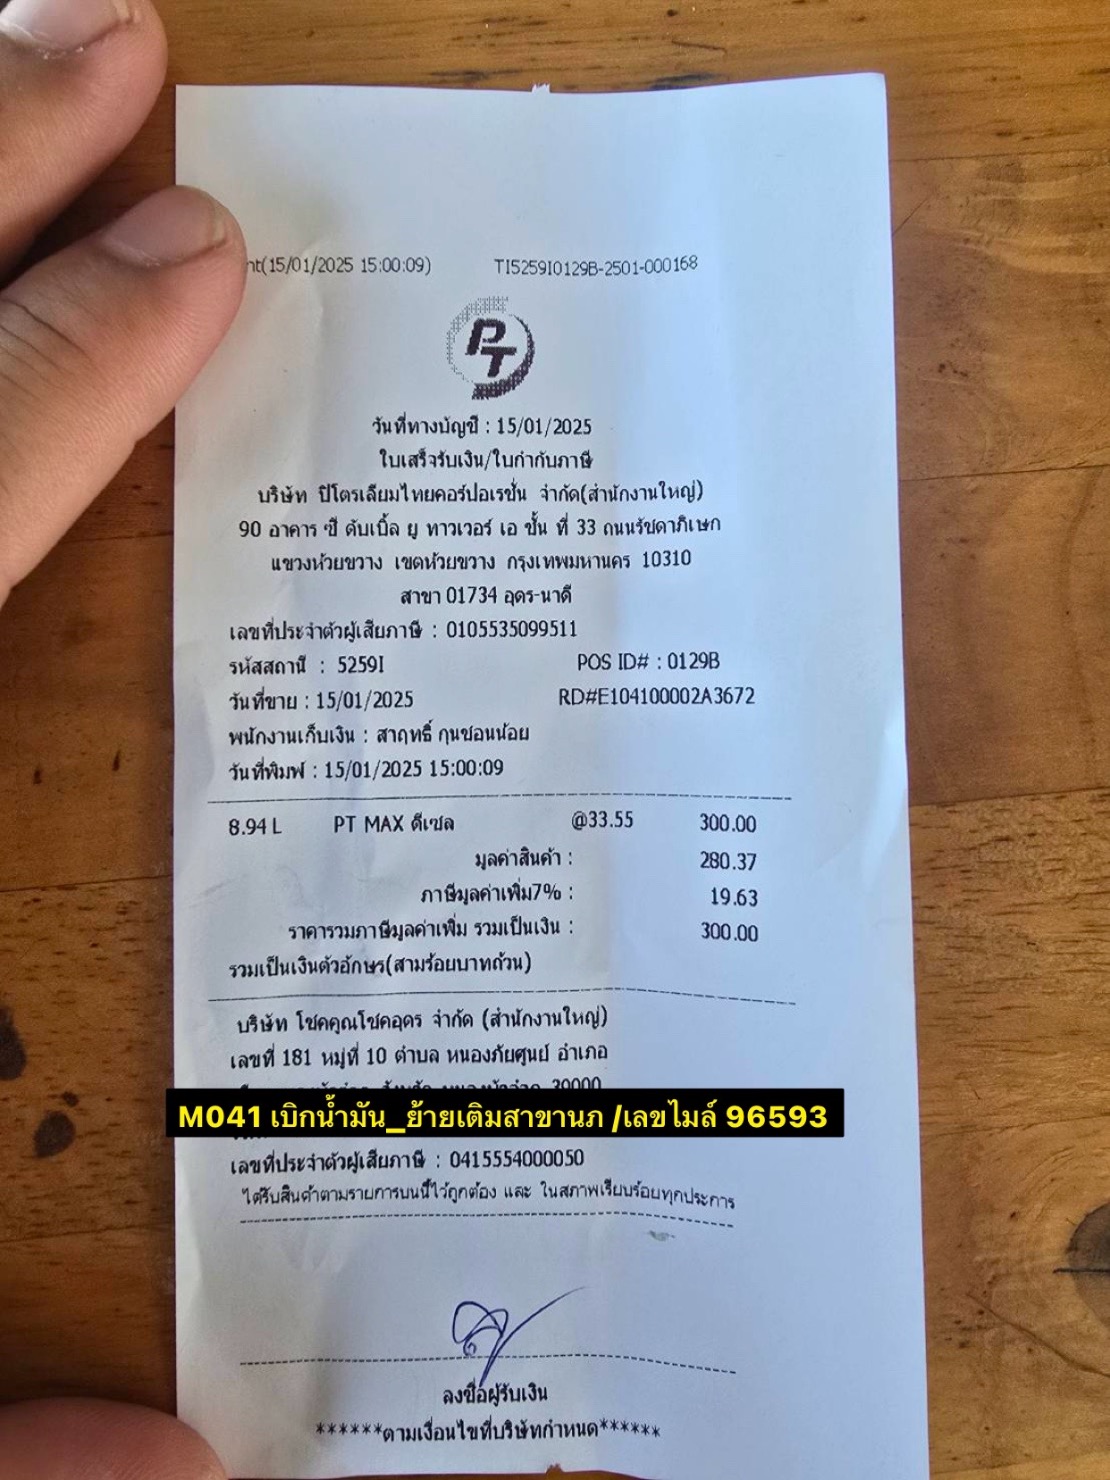 nt(15/01/2025 15:00:09) TI5259I0129B-2501-000168
PT
วันที่ทางบัญชี : 15/01/2025
ใบเสร็จรับเงิน/ใบกำกับภาษี
บริษัท ปิโตรเลียมไทยคอร์ปอเรชั่น จำกัด(สำนักงานใหญ่)
90 อาคาร ซี ดับเบิ้ล ยู ทาวเวอร์ เอ ชั้น ที่ 33 ถนนรัชดาภิเษก
แขวงห้วยขวาง เขตห้วยขวาง กรุงเทพมหานคร 10310
สาขา 01734 อุดร-นาดี
เลขที่ประจำตัวผู้เสียภาษี : 0105535099511
รหัสสถานี : 5259I POS ID# : 0129B
วันที่ขาย : 15/01/2025 RD#E104100002A3672
พนักงานเก็บเงิน : สาฤทธิ์ กุนซอนน้อย
วันที่พิมพ์ : 15/01/2025 15:00:09
8.94 L PT MAX ดีเซล @33.55 300.00
มูลค่าสินค้า : 280.37
ภาษีมูลค่าเพิ่ม7% : 19.63
ราคารวมภาษีมูลค่าเพิ่ม รวมเป็นเงิน : 300.00
รวมเป็นเงินตัวอักษร(สามร้อยบาทถ้วน)
บริษัท โชคคูณโชคอุดร จำกัด (สำนักงานใหญ่)
เลขที่ 181 หมู่ที่ 10 ตำบล หนองภัยศูนย์ อำเภอ
39000
M041 เบิกน้ำมัน_ย้ายเติมสาขานภ /เลขไมล์ 96593
เลขที่ประจำตัวผู้เสียภาษี : 0415554000050
ได้รับสินค้าตามรายการบนนี้ไว้ถูกต้อง และ ในสภาพเรียบร้อยทุกประการ
ลงชื่อผู้รับเงิน
******ตามเงื่อนไขที่บริษัทกำหนด******